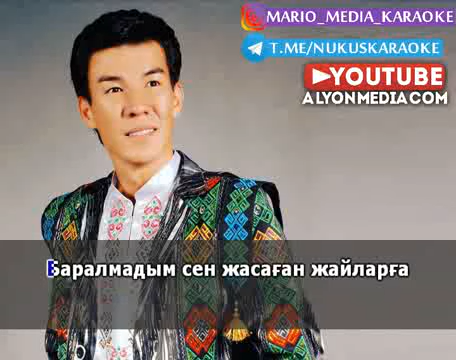 MARIO_MEDIA_KARAOKE
T.ME/NUKUSKARAOKE
YOUTUBE
ALYONMEDIACOM
Баралмадым сен жасаған жайларға